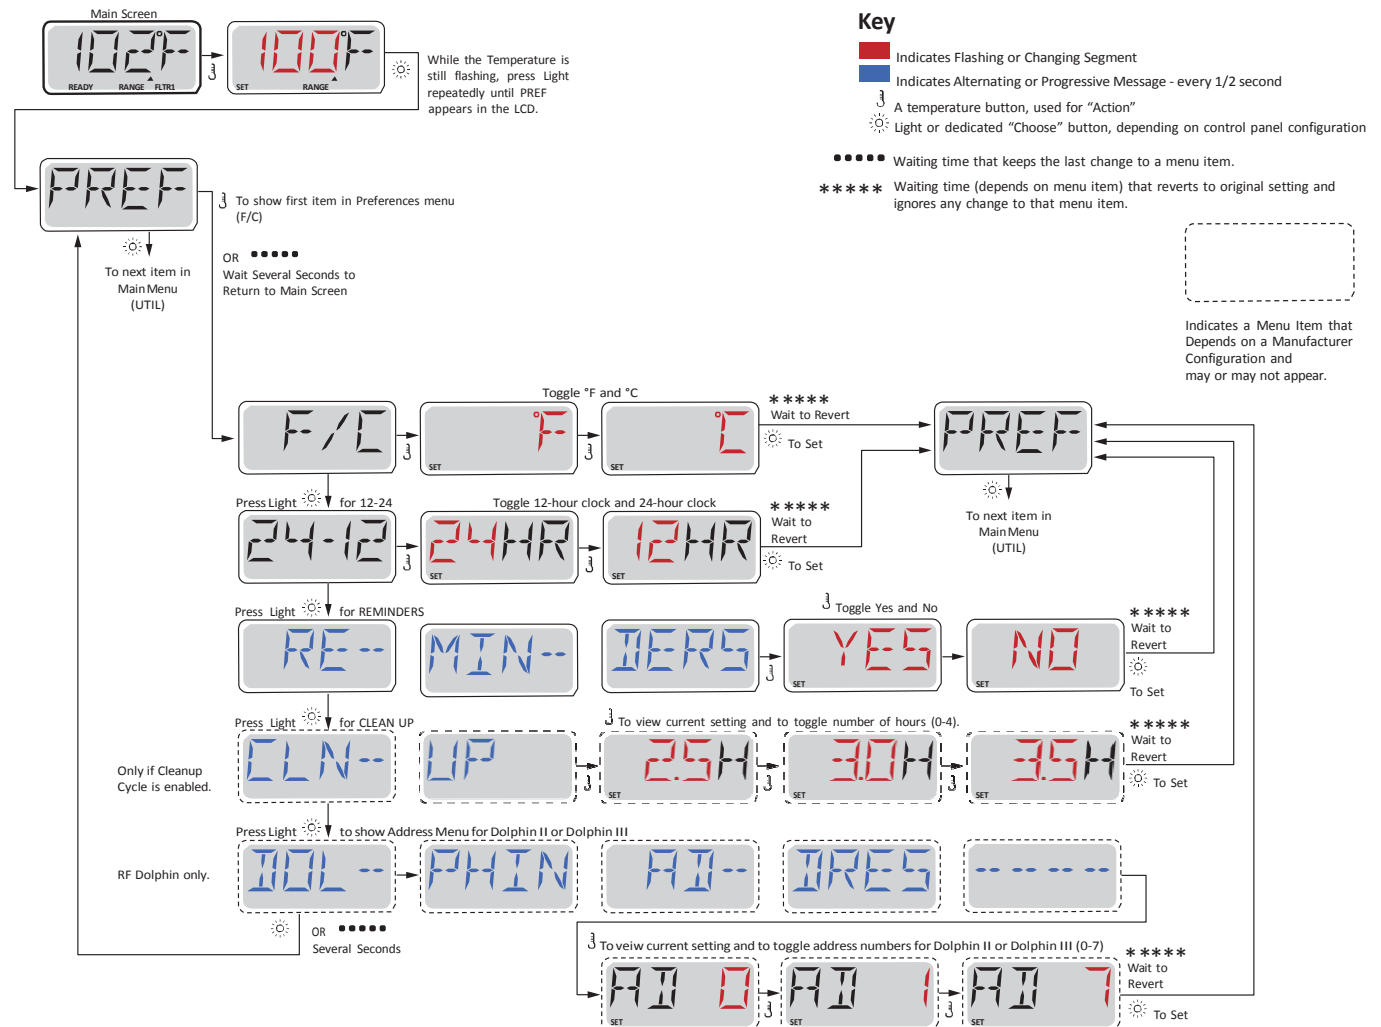 Main Screen
102°F
READY RANGE FLTR1
100°F
SET RANGE
While the Temperature is
still flashing, press Light
repeatedly until PREF
appears in the LCD.
Key
Indicates Flashing or Changing Segment
Indicates Alternating or Progressive Message - every 1/2 second
A temperature button, used for “Action”
Light or dedicated “Choose” button, depending on control panel configuration
Waiting time that keeps the last change to a menu item.
***** Waiting time (depends on menu item) that reverts to original setting and
ignores any change to that menu item.
Indicates a Menu Item that
Depends on a Manufacturer
Configuration and
may or may not appear.
PREF
To show first item in Preferences menu
(F/C)
OR
Wait Several Seconds to
Return to Main Screen
To next item in
Main Menu
(UTIL)
Toggle °F and °C
F/C
°F
SET
°C
SET
*****
Wait to Revert
To Set
PREF
To next item in
Main Menu
(UTIL)
Press Light for 12-24
Toggle 12-hour clock and 24-hour clock
24-12
24HR
SET
12HR
SET
*****
Wait to
Revert
To Set
Press Light for REMINDERS
Toggle Yes and No
RE--
MIN--
DERS
YES
SET
NO
SET
*****
Wait to
Revert
To Set
Press Light for CLEAN UP
To view current setting and to toggle number of hours (0-4).
Only if Cleanup
Cycle is enabled.
CLN--
UP
2.5H
SET
3.0H
SET
3.5H
SET
*****
Wait to
Revert
To Set
Press Light to show Address Menu for Dolphin II or Dolphin III
RF Dolphin only.
DOL--
PHIN
AD--
DRES
-- -- -- --
OR
Several Seconds
To veiw current setting and to toggle address numbers for Dolphin II or Dolphin III (0-7)
AD 0
SET
AD 1
SET
AD 7
SET
*****
Wait to
Revert
To Set